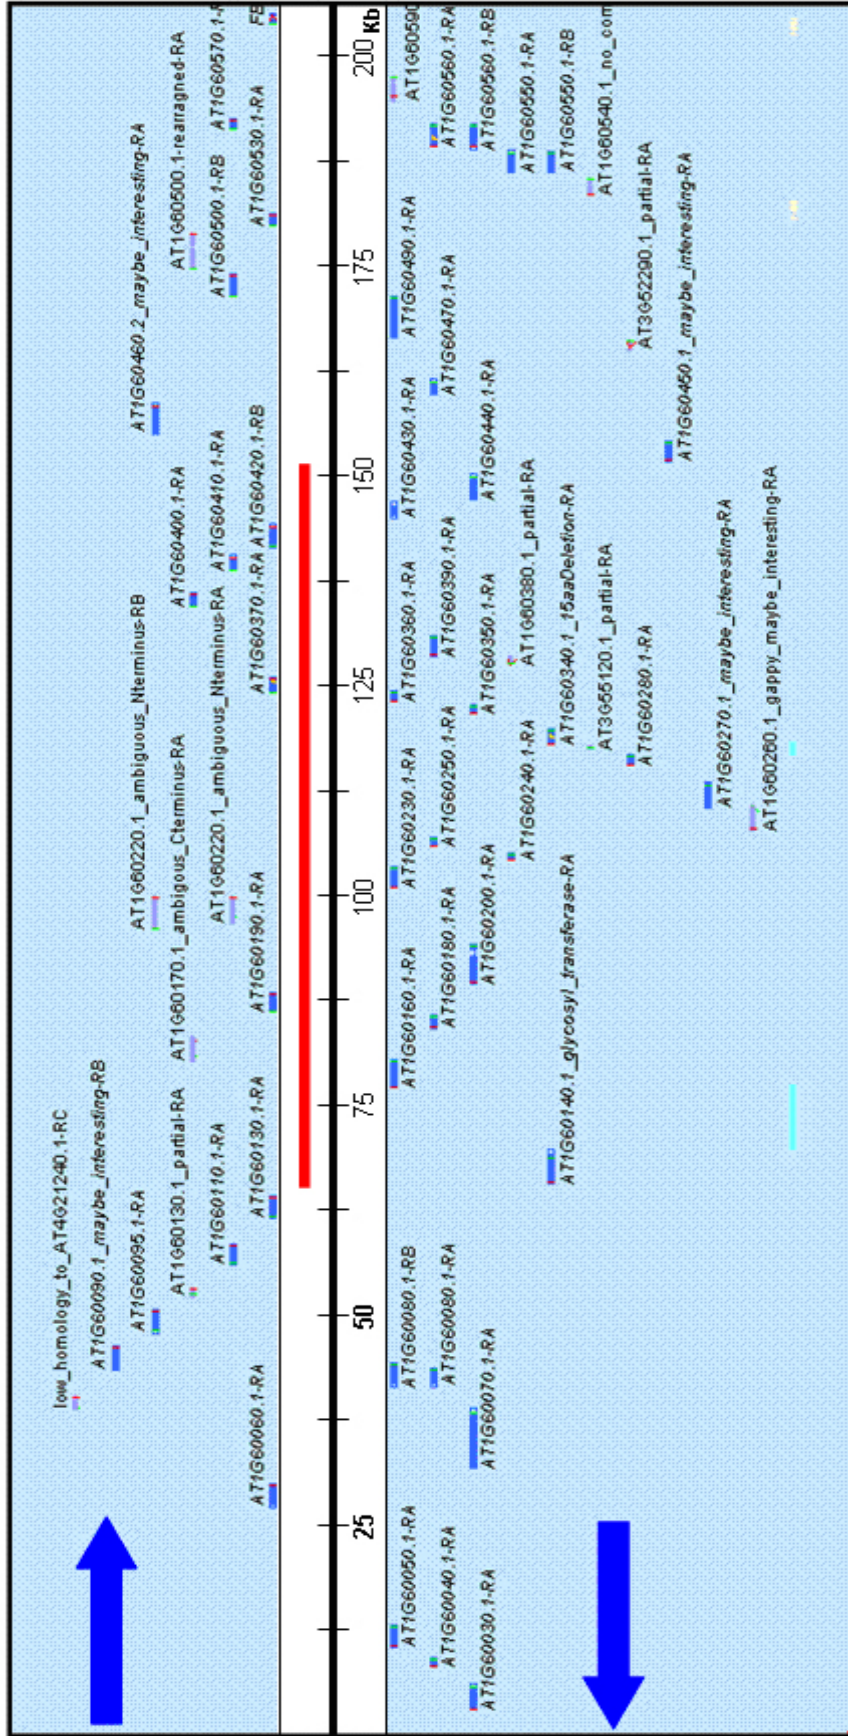 low_homology_to_AT4G21240.1-RC
AT1G60090.1_maybe_interesting-RB
AT1G60095.1-RA
AT1G60220.1_ambiguous_Nterminus-RB
AT1G60460.2_maybe_interesting-RA
AT1G60130.1_partial-RA
AT1G60170.1_ambigous_Cterminus-RA
AT1G60400.1-RA
AT1G60500.1-rearragned-RA
AT1G60110.1-RA
AT1G60220.1_ambiguous_Nterminus-RA
AT1G60410.1-RA
AT1G60500.1-RB
AT1G60570.1-R
AT1G60060.1-RA
AT1G60130.1-RA
AT1G60190.1-RA
AT1G60370.1-RA
AT1G60420.1-RB
AT1G60530.1-RA
FB
25
50
75
100
125
150
175
200
Kb
AT1G60050.1-RA
AT1G60080.1-RB
AT1G60160.1-RA
AT1G60230.1-RA
AT1G60360.1-RA
AT1G60430.1-RA
AT1G60490.1-RA
AT1G60590
AT1G60040.1-RA
AT1G60080.1-RA
AT1G60180.1-RA
AT1G60250.1-RA
AT1G60390.1-RA
AT1G60470.1-RA
AT1G60560.1-RA
AT1G60030.1-RA
AT1G60070.1-RA
AT1G60200.1-RA
AT1G60350.1-RA
AT1G60440.1-RA
AT1G60560.1-RB
AT1G60240.1-RA
AT1G60380.1_partial-RA
AT1G60550.1-RA
AT1G60140.1_glycosyl_transferase-RA
AT1G60340.1_15aaDeletion-RA
AT1G60550.1-RB
AT3G55120.1_partial-RA
AT1G60540.1_no_com
AT1G60280.1-RA
AT3G52290.1_partial-RA
AT1G60450.1_maybe_interesting-RA
AT1G60270.1_maybe_interesting-RA
AT1G60260.1_gappy_maybe_interesting-RA